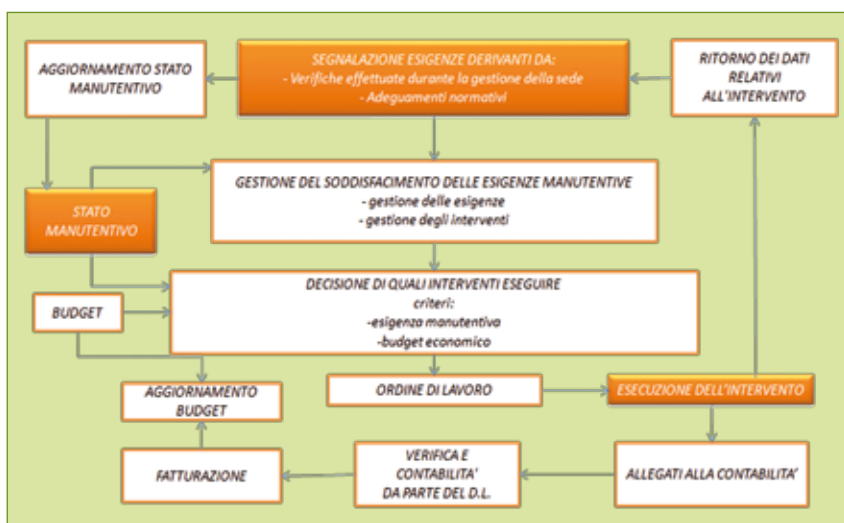 AGGIORNAMENTO STATO
MANUTENTIVO
SEGNALAZIONE ESIGENZE DERIVANTI DA:
- Verifiche effettuate durante la gestione della sede
- Adeguamenti normativi
RITORNO DEI DATI
RELATIVI
ALL'INTERVENTO
STATO
MANUTENTIVO
GESTIONE DEL SODDISFACIMENTO DELLE ESIGENZE MANUTENTIVE
- gestione delle esigenze
- gestione degli interventi
BUDGET
DECISIONE DI QUALI INTERVENTI ESEGUIRE
criteri:
-esigenza manutentiva
-budget economico
AGGIORNAMENTO
BUDGET
ORDINE DI LAVORO
ESECUZIONE DELL'INTERVENTO
FATTURAZIONE
VERIFICA E
CONTABILITA'
DA PARTE DEL D.L.
ALLEGATI ALLA CONTABILITA'